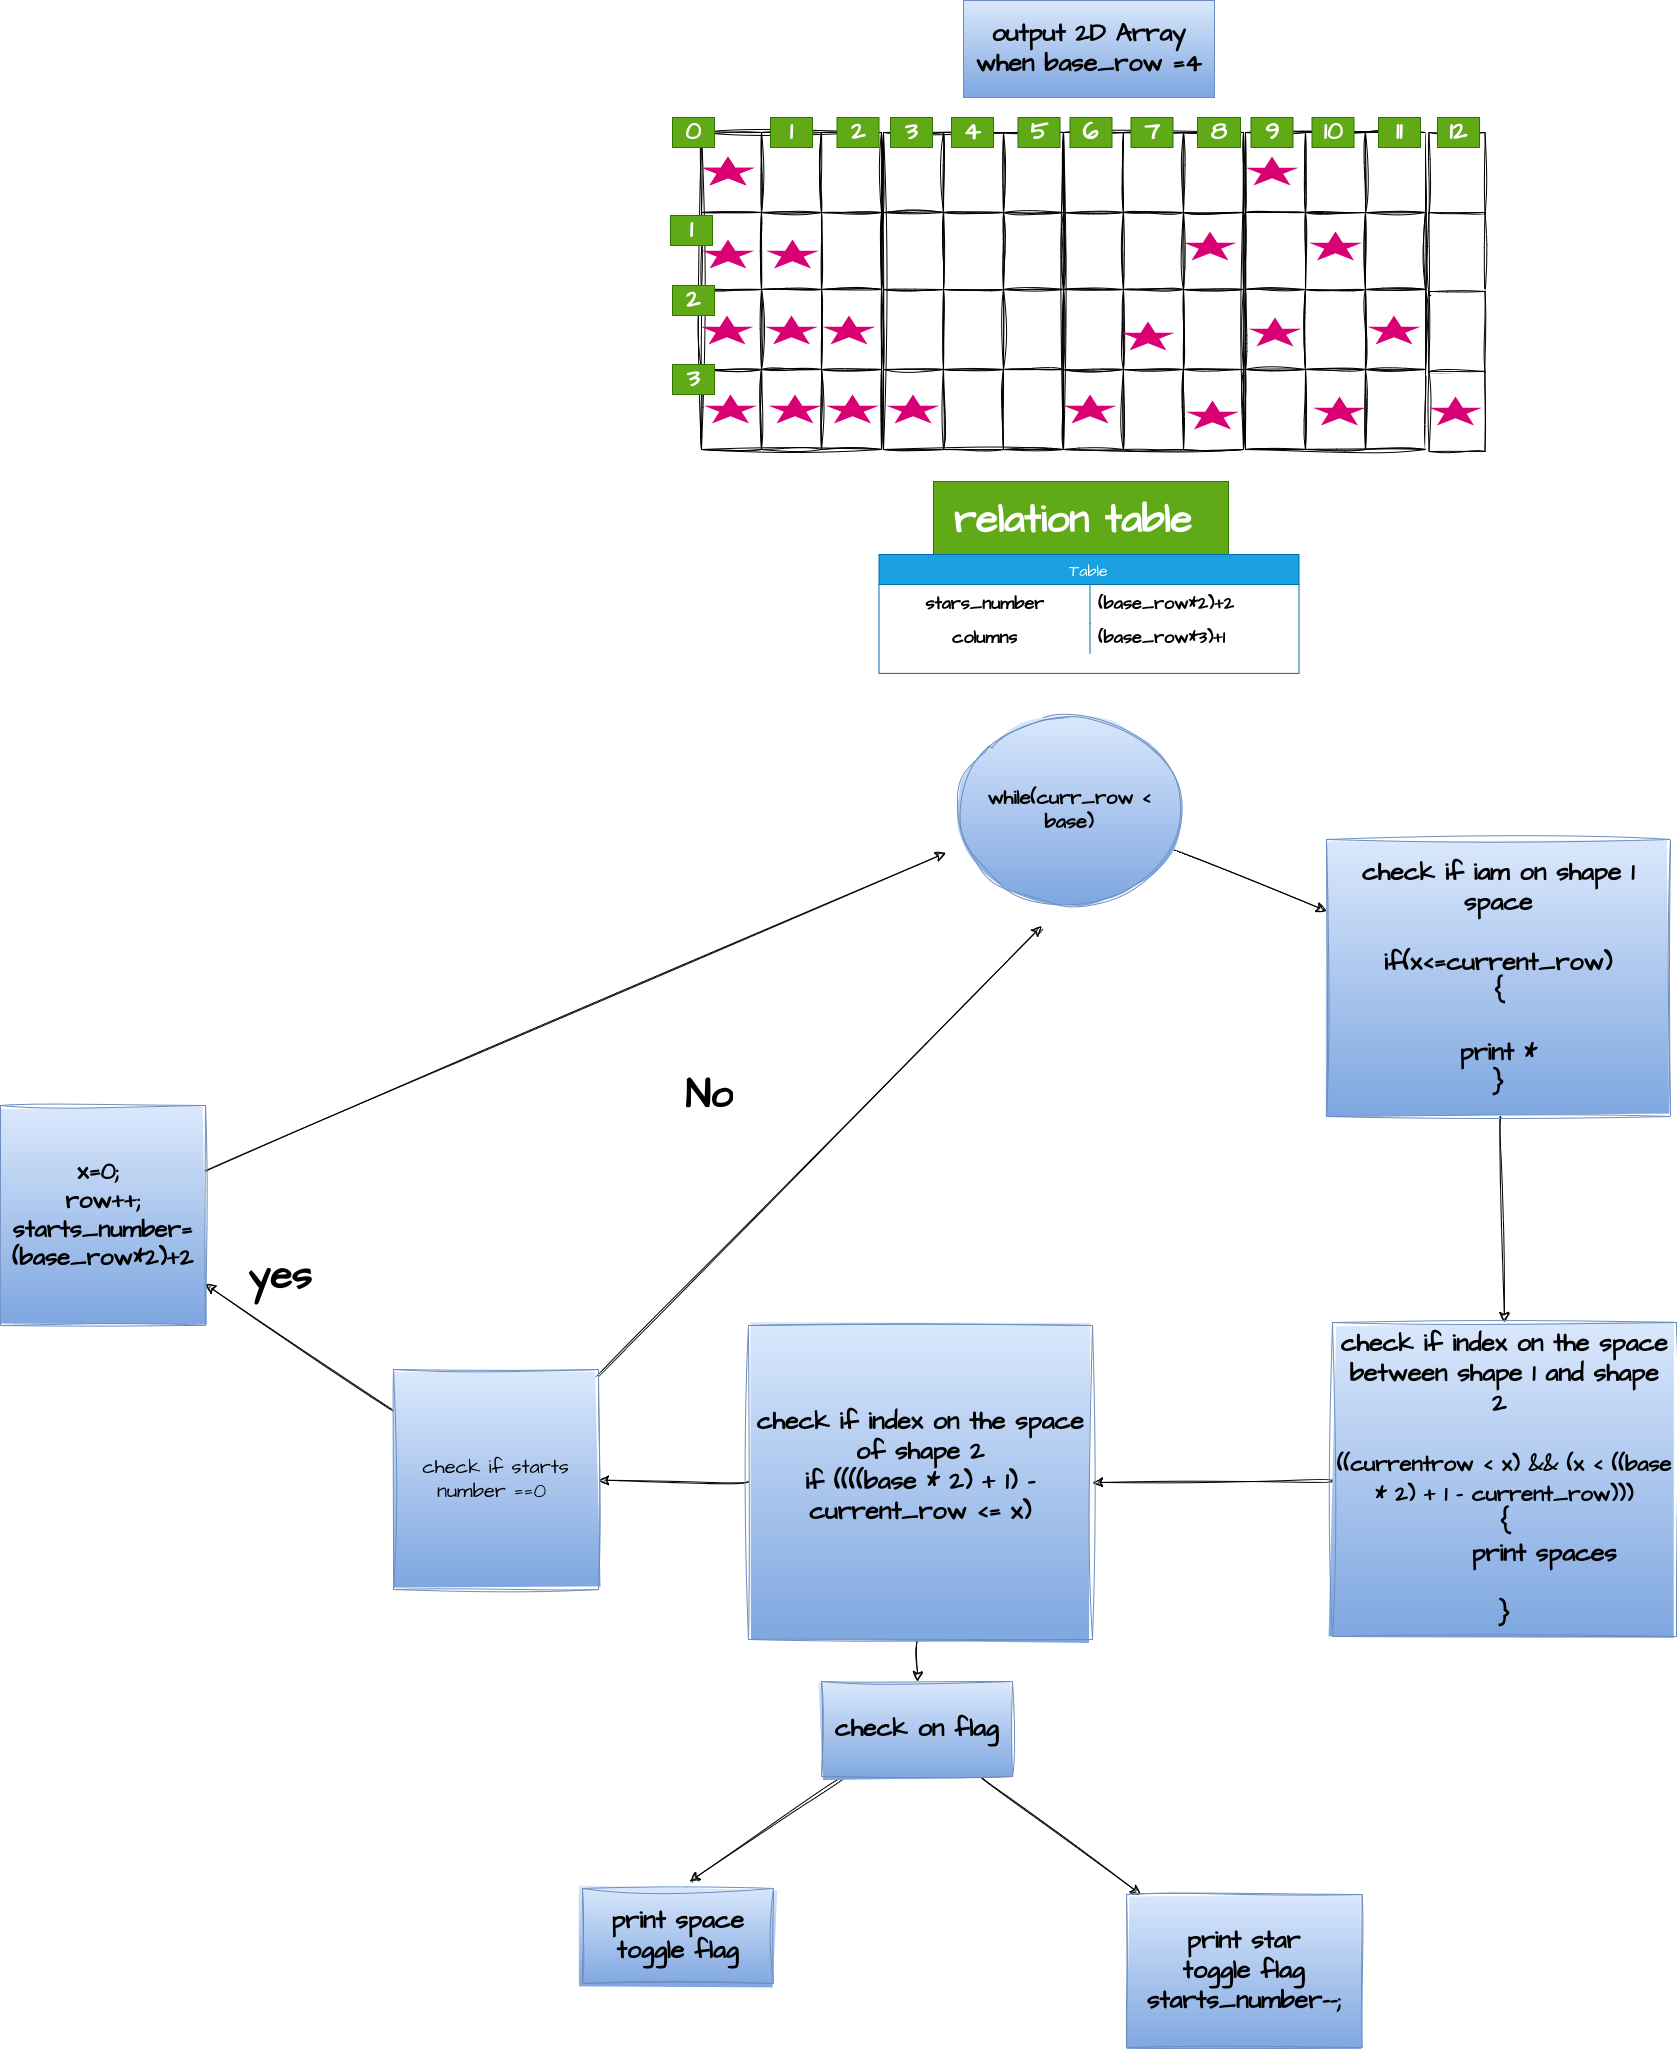 output 2D Array
when base_row =4
0 1 2 3 4 5 6 7 8 9 10 11 12
1
2
3
relation table
Table
stars_number (base_row*2)+2
columns (base_row*3)+1
while(curr_row <
base)
check if iam on shape 1
space
if(x<=current_row)
{
print *
}
No
x=0;
row++;
starts_number=
(base_row*2)+2
yes
check if index on the space
between shape 1 and shape
2
((currentrow < x) && (x < ((base
* 2) + 1 - current_row)))
{
print spaces
}
check if index on the space
of shape 2
if ((((base * 2) + 1) -
current_row <= x)
check if starts
number ==0
check on flag
print space
toggle flag
print star
toggle flag
starts_number--;